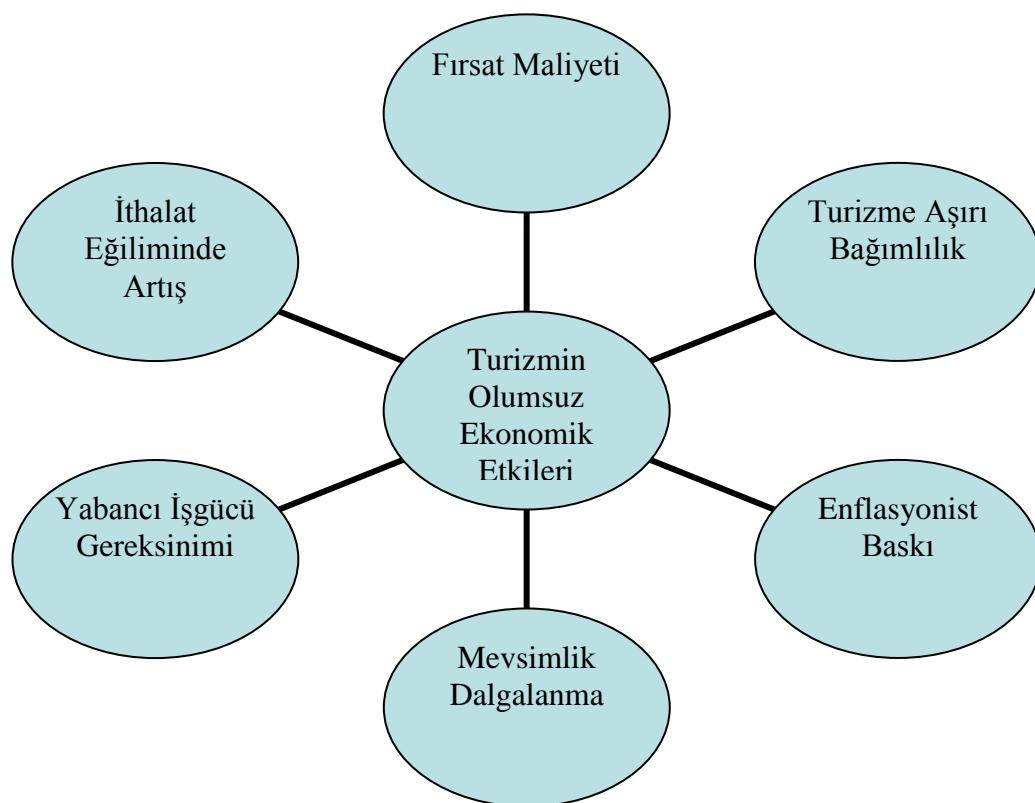 Fırsat Maliyeti
İthalat
Eğiliminde
Artış
Turizme Aşırı
Bağımlılık
Turizmin
Olumsuz
Ekonomik
Etkileri
Yabancı İşgücü
Gereksinimi
Enflasyonist
Baskı
Mevsimlik
Dalgalanma